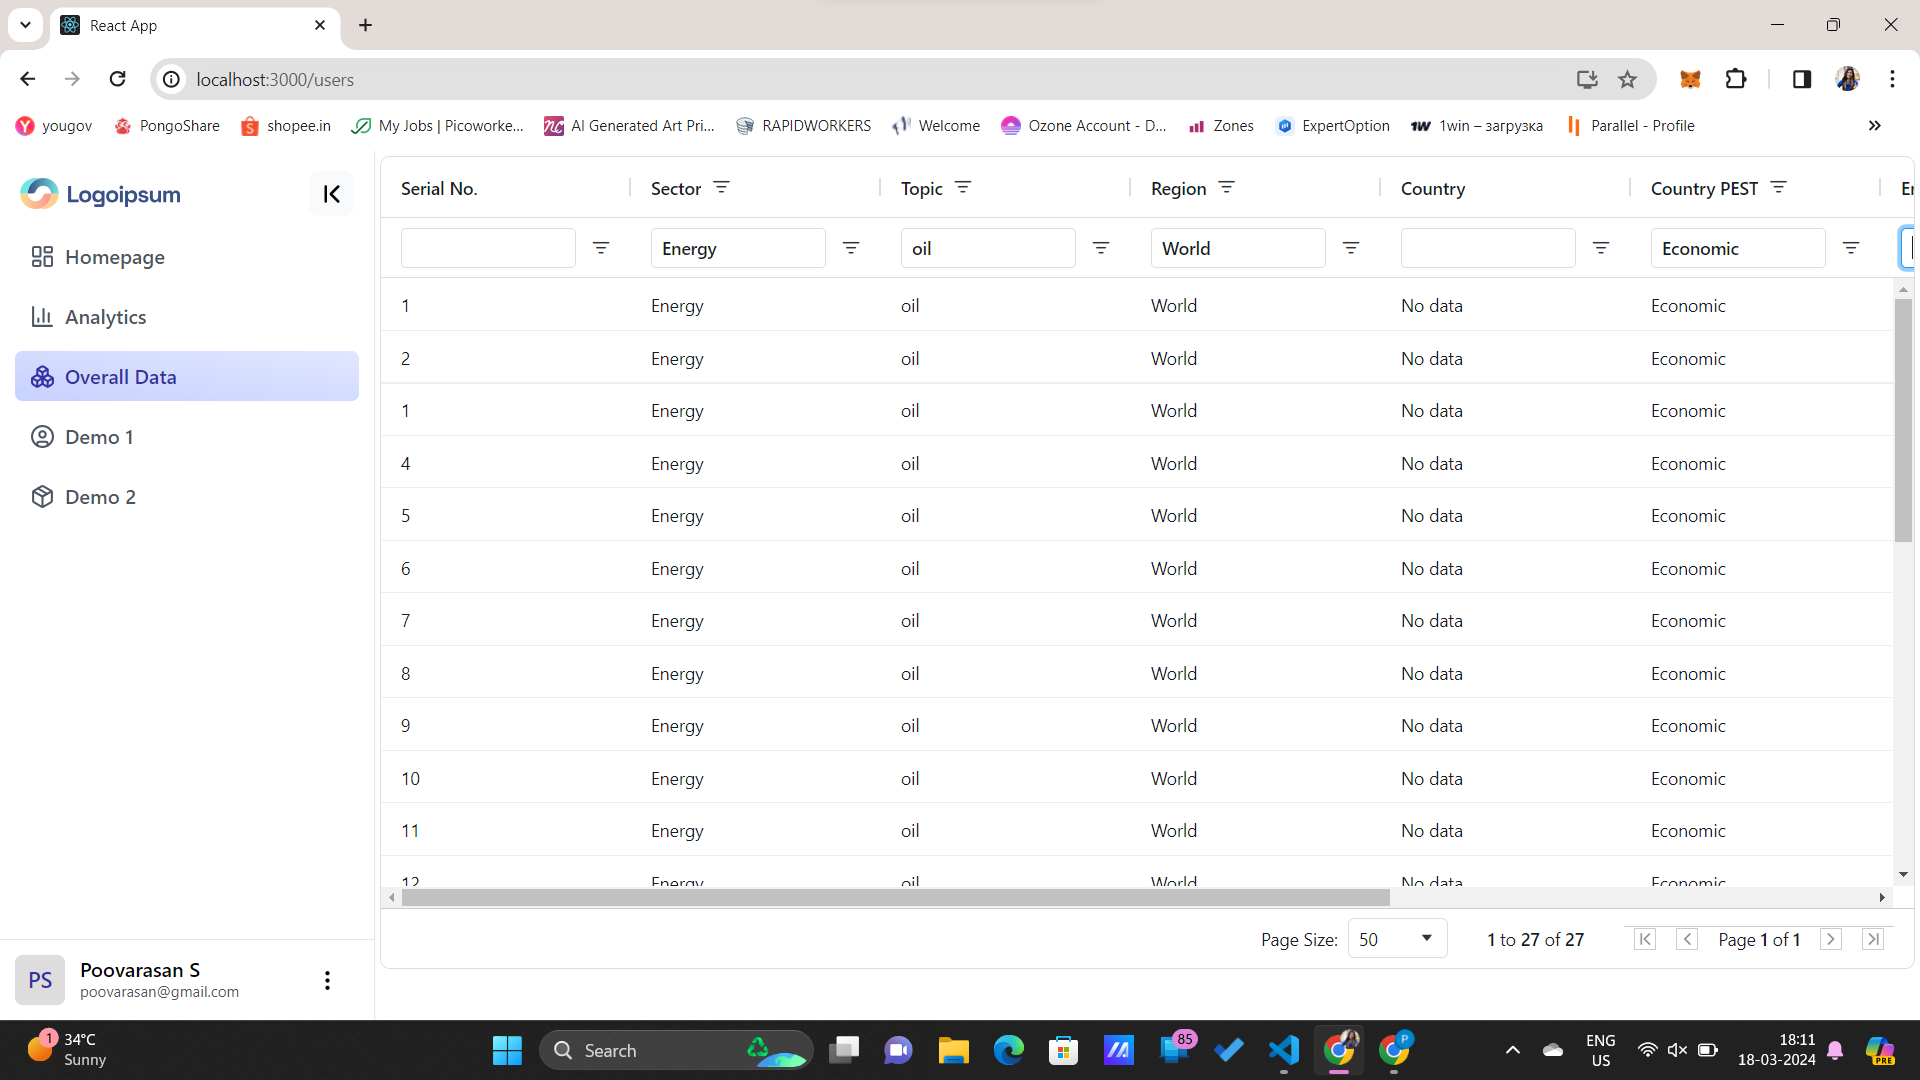 React App
localhost:3000/users
yougov PongoShare shopee.in My Jobs | Picoworke... AI Generated Art Pri... RAPIDWORKERS Welcome Ozone Account - D... Zones ExpertOption 1win – загрузка Parallel - Profile
Logoipsum
Homepage
Analytics
Overall Data
Demo 1
Demo 2
Poovarasan S
PS
poovarasan@gmail.com
Serial No. Sector Topic Region Country Country PEST
Energy oil World Economic
1 Energy oil World No data Economic
2 Energy oil World No data Economic
1 Energy oil World No data Economic
4 Energy oil World No data Economic
5 Energy oil World No data Economic
6 Energy oil World No data Economic
7 Energy oil World No data Economic
8 Energy oil World No data Economic
9 Energy oil World No data Economic
10 Energy oil World No data Economic
11 Energy oil World No data Economic
12 Energy oil World No data Economic
Page Size: 50 1 to 27 of 27 Page 1 of 1
1 34°C
Sunny
Search
85
P
ENG
US
18:11
18-03-2024
PRE